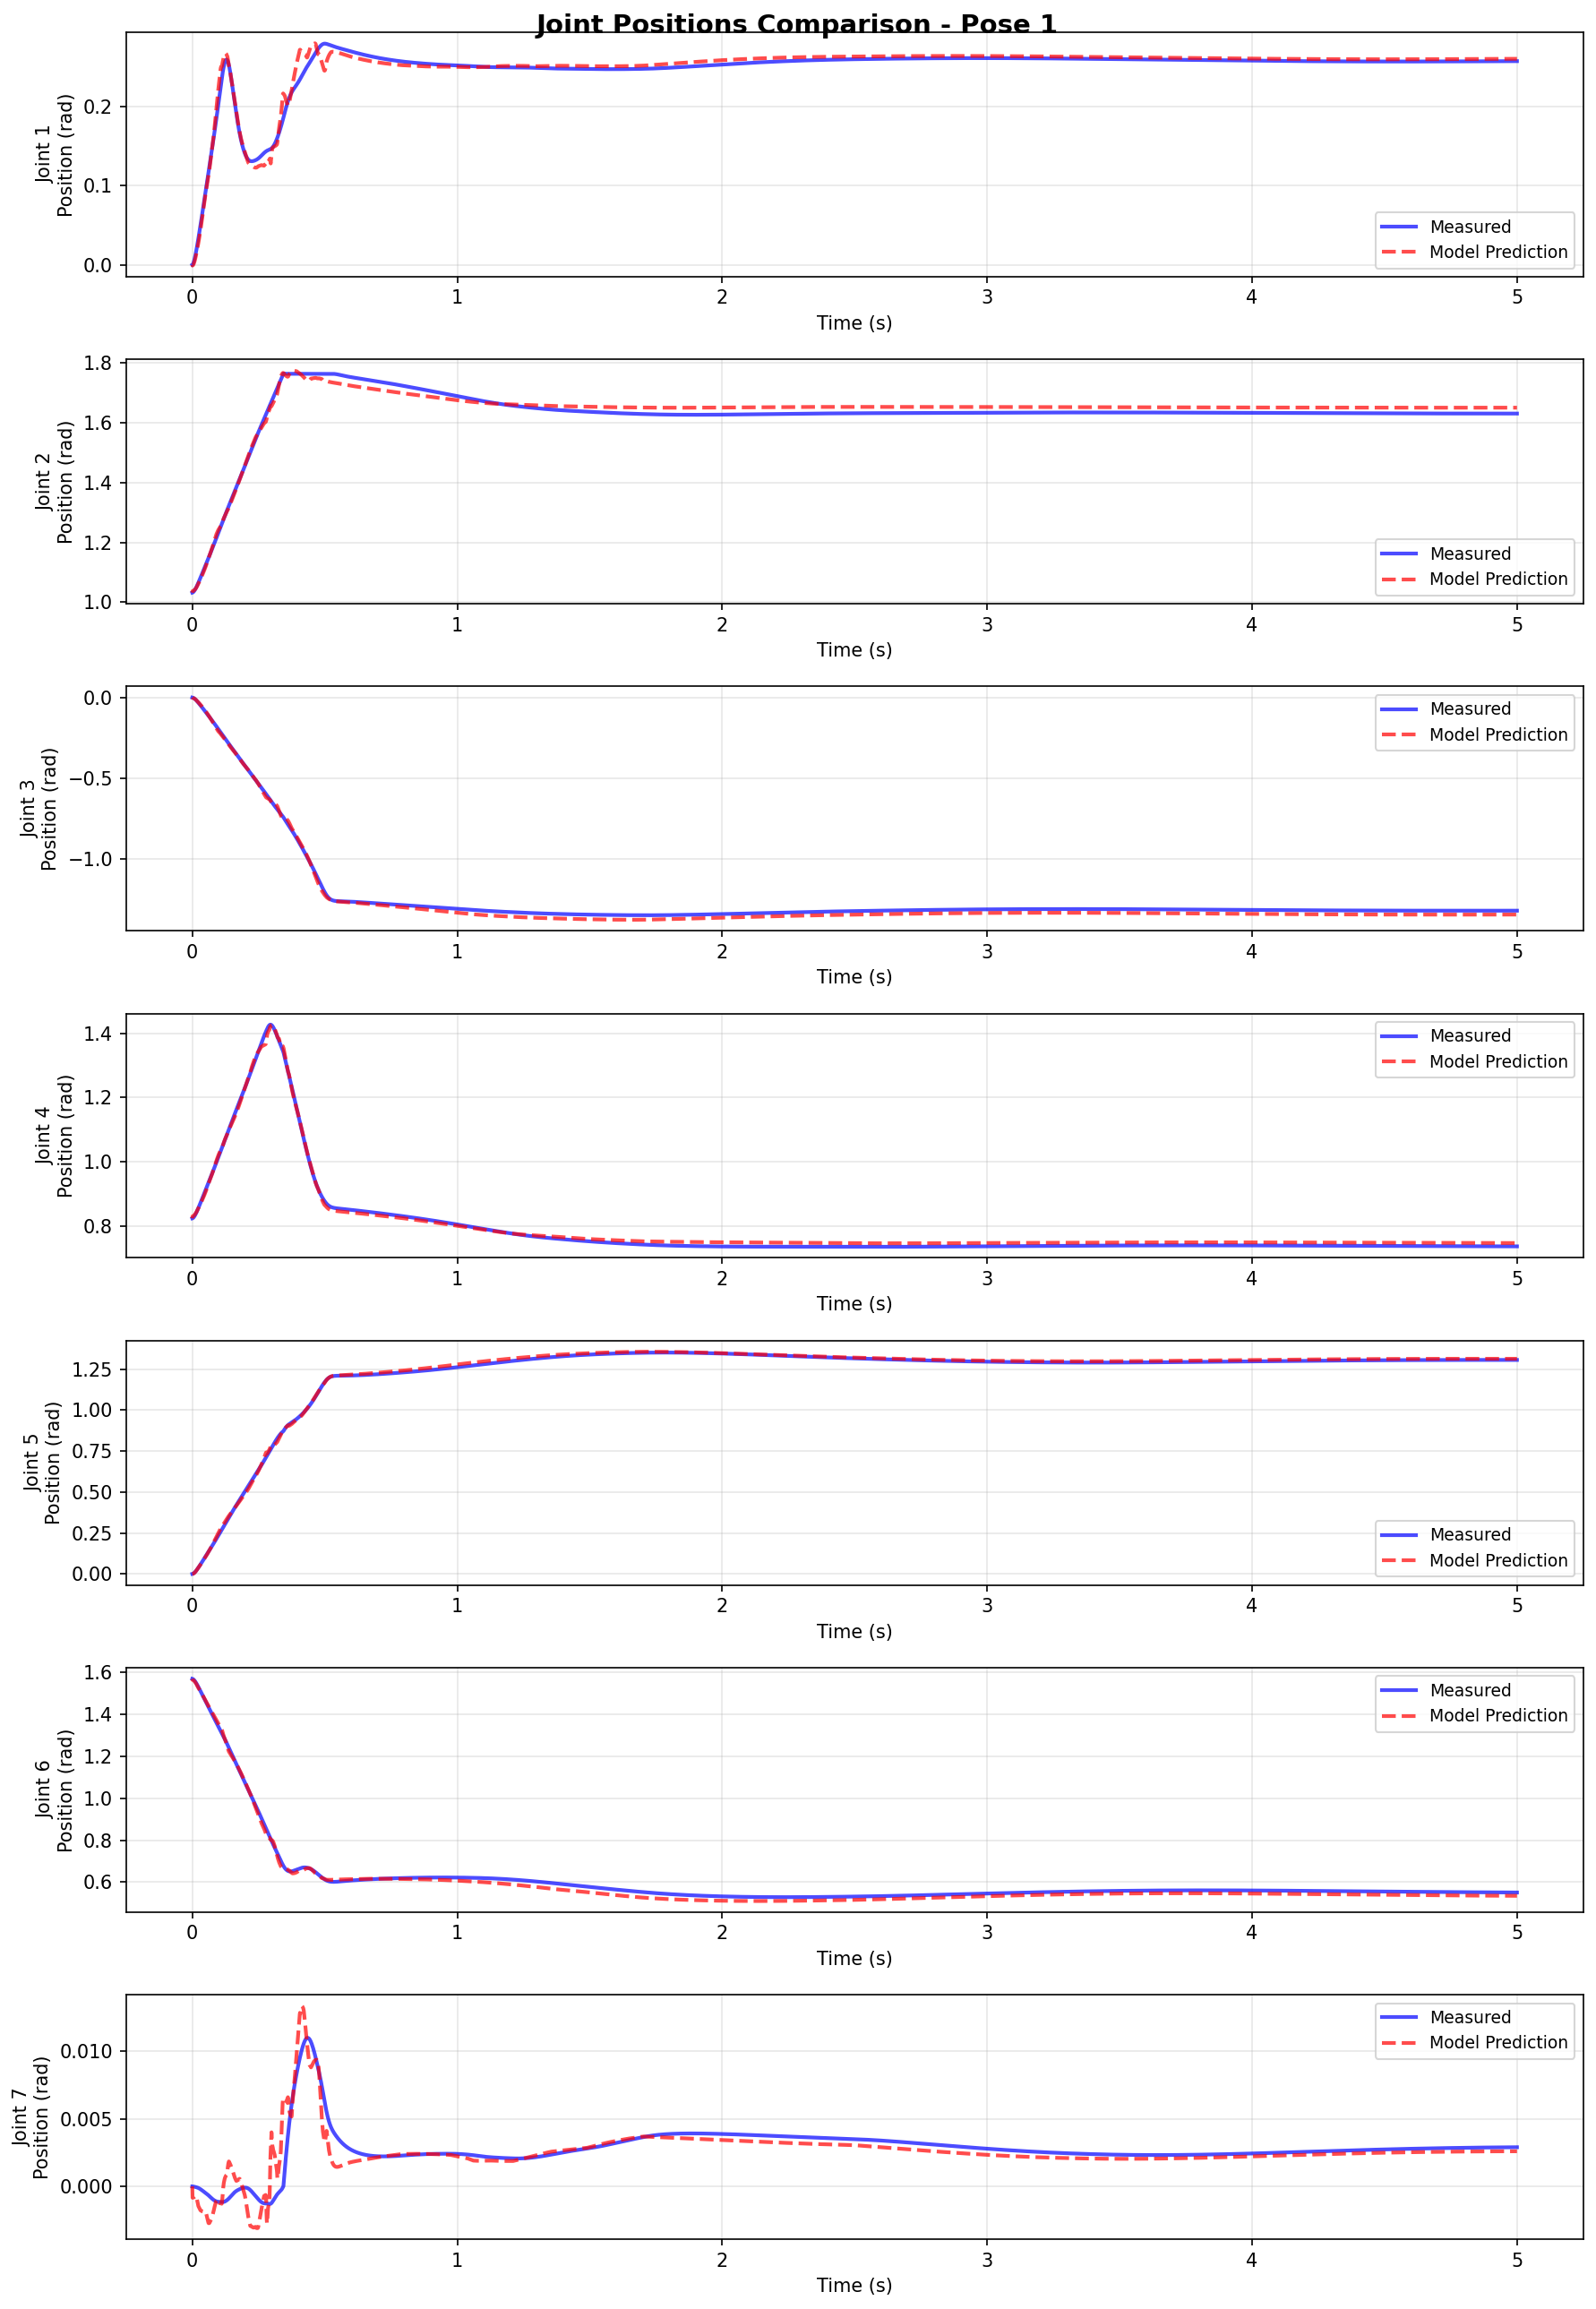 Joint Positions Comparison - Pose 1
Joint 1
Position (rad)
0.2
0.1
0.0
Measured
Model Prediction
0 1 2 3 4 5
Time (s)
Joint 2
Position (rad)
1.8
1.6
1.4
1.2
1.0
Measured
Model Prediction
0 1 2 3 4 5
Time (s)
Joint 3
Position (rad)
0.0
−0.5
−1.0
Measured
Model Prediction
0 1 2 3 4 5
Time (s)
Joint 4
Position (rad)
1.4
1.2
1.0
0.8
Measured
Model Prediction
0 1 2 3 4 5
Time (s)
Joint 5
Position (rad)
1.25
1.00
0.75
0.50
0.25
0.00
Measured
Model Prediction
0 1 2 3 4 5
Time (s)
Joint 6
Position (rad)
1.6
1.4
1.2
1.0
0.8
0.6
Measured
Model Prediction
0 1 2 3 4 5
Time (s)
Joint 7
Position (rad)
0.010
0.005
0.000
Measured
Model Prediction
0 1 2 3 4 5
Time (s)